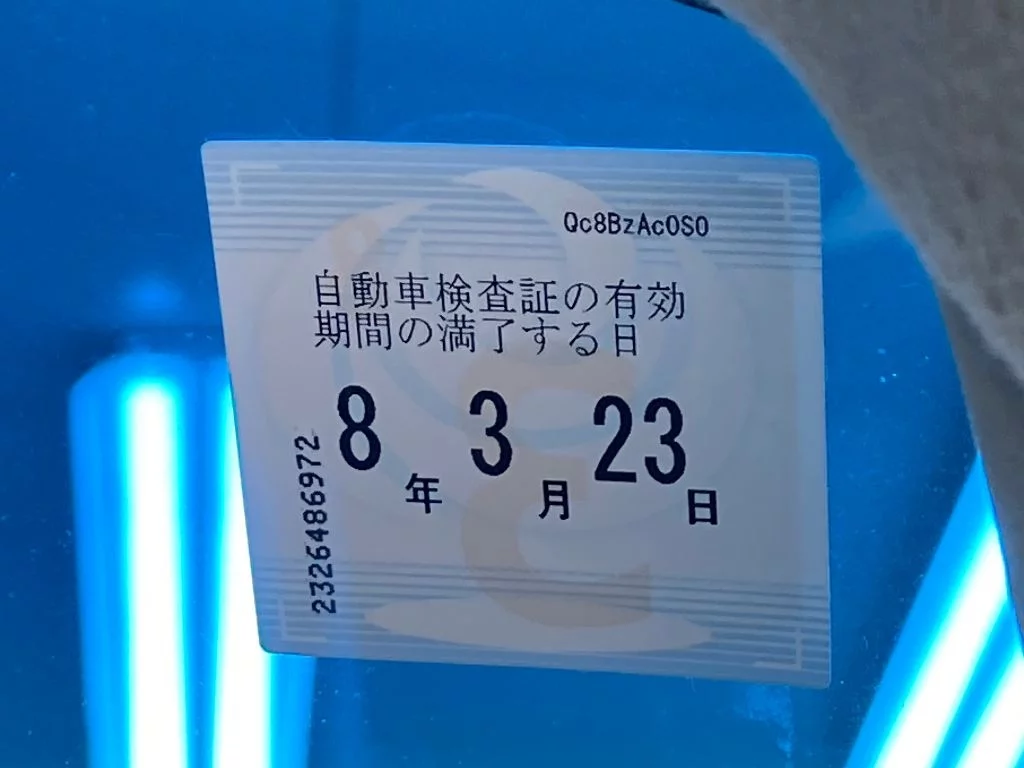 Qc8BzAcOSO
自動車検査証の有効
期間の満了する日
8年 3月 23日
2326486972